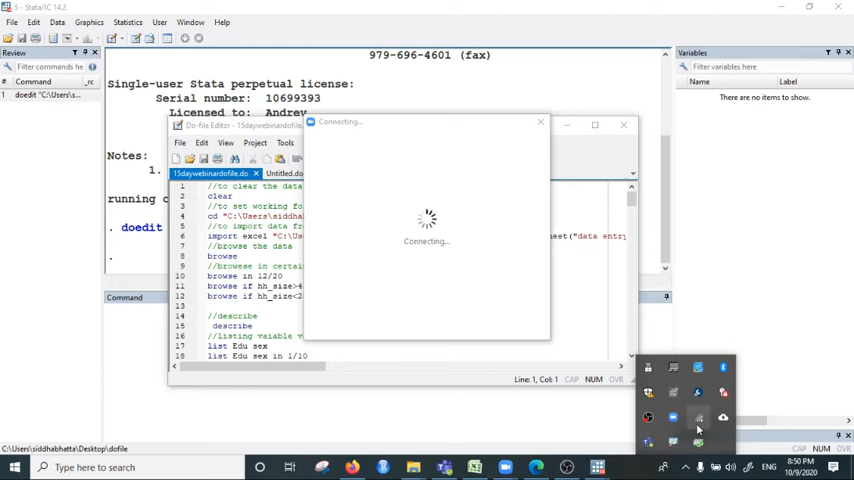 5 - Stata/IC 14.2
File Edit Data Graphics Statistics User Window Help
Review
Filter commands he
# Command _rc
1 doedit "C:\Users\s...
979-696-4601 (fax)
Single-user Stata perpetual license:
Serial number: 10699393
Licensed to: Andrey
Notes:
1.
running c
. doedit
.
Command
Variables
Filter variables here
Name Label
There are no items to show.
Do-file Editor - 15daywebinardofile.
File Edit View Project Tools
15daywebinardofile.do Untitled.do
1 //to clear the data
2 clear
3 //to set working fo
4 cd "C:\Users\siddhabhat
5 //to import data fr
6 import excel "C:\Us heet("data entry
7 //browse the data
8 browse
9 //browese in certai
10 browse in 12/20
11 browse if hh_size>4
12 browse if hh_size<2
13
14 //describe
15 describe
16 //listing vaiable v
17 list Edu sex
18 list Edu sex in 1/10
Line: 1, Col: 1 CAP NUM OVR
Connecting...
Connecting...
C:\Users\siddhabhatta\Desktop\dofile
CAP NUM OVR
Type here to search
ENG
8:50 PM
10/9/2020